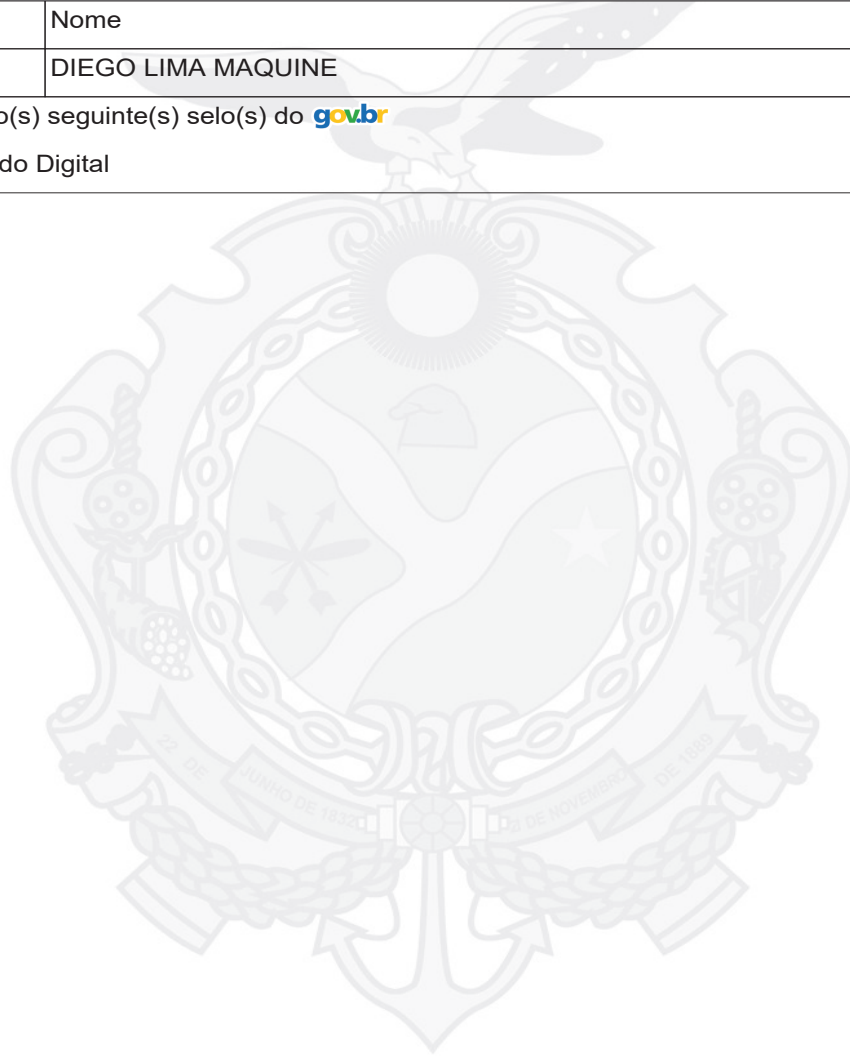 Nome
DIEGO LIMA MAQUINE
o(s) seguinte(s) selo(s) do gov.br
do Digital
22 DE
JUNHO DE 1832
DE NOVEMBRO
DE 1889